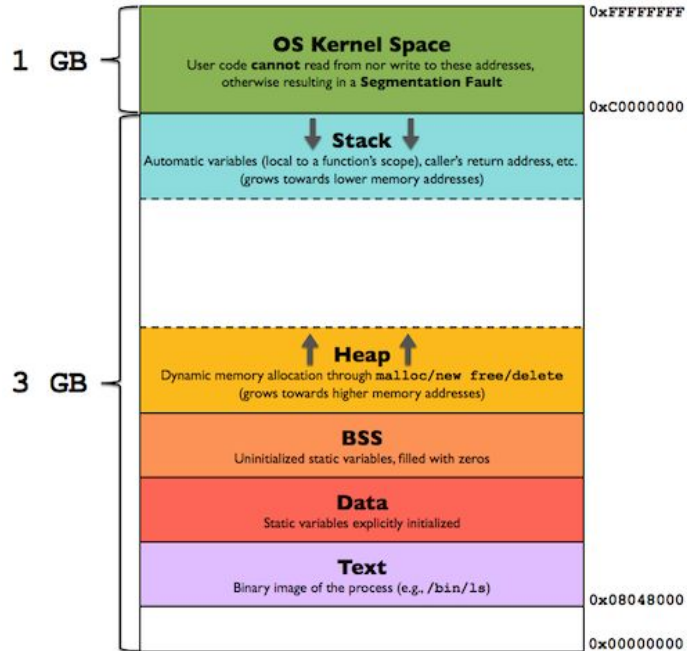 0xFFFFFFFF
OS Kernel Space
User code cannot read from nor write to these addresses,
otherwise resulting in a Segmentation Fault
1 GB
0xC0000000
Stack
Automatic variables (local to a function's scope), caller's return address, etc.
(grows towards lower memory addresses)
Heap
Dynamic memory allocation through malloc/new free/delete
(grows towards higher memory addresses)
3 GB
BSS
Uninitialized static variables, filled with zeros
Data
Static variables explicitly initialized
Text
Binary image of the process (e.g., /bin/ls)
0x08048000
0x00000000